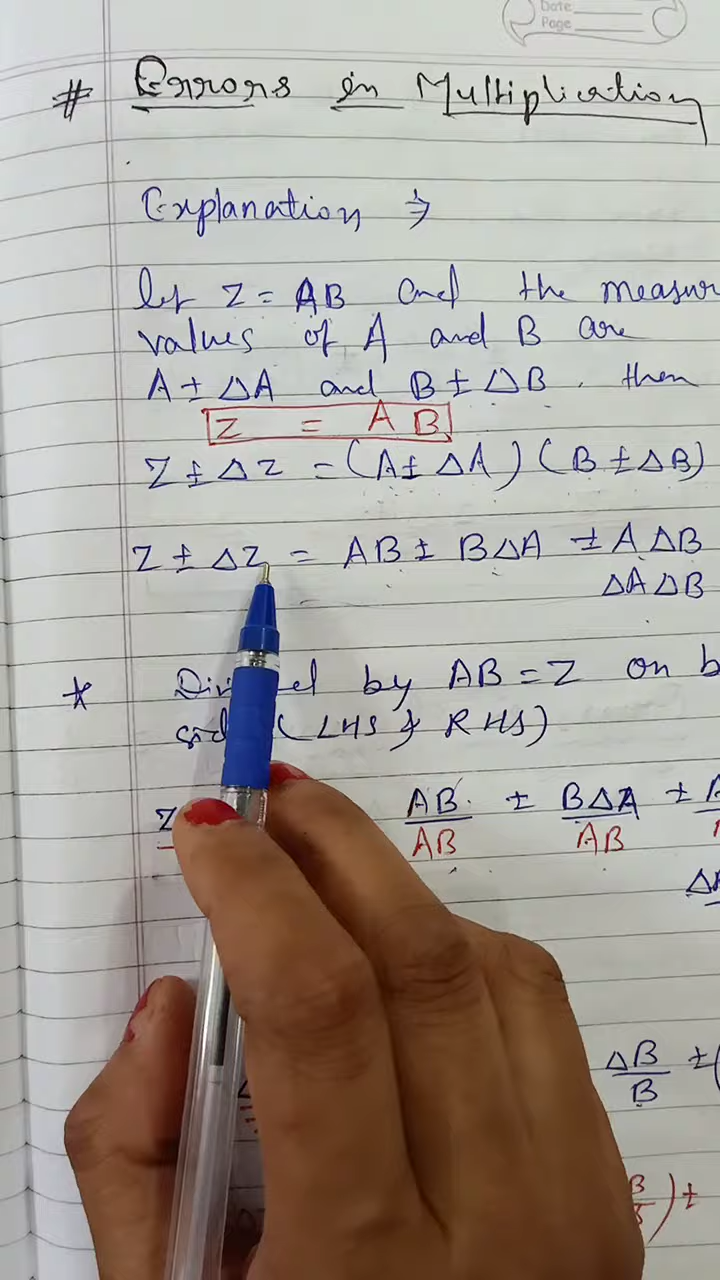 Date
Page
# Errors in Multiplication
Explanation ⇒
let Z = AB and the measur
values of A and B are
A ± ΔA and B ± ΔB . then
Z = AB
Z ± ΔZ = (A ± ΔA) (B ± ΔB)
Z ± ΔZ = AB ± BΔA ± AΔB
ΔAΔB
* by AB = Z on b
(LHS & RHS)
Z AB/AB ± BΔA/AB ±
ΔB/B ± (
) ±